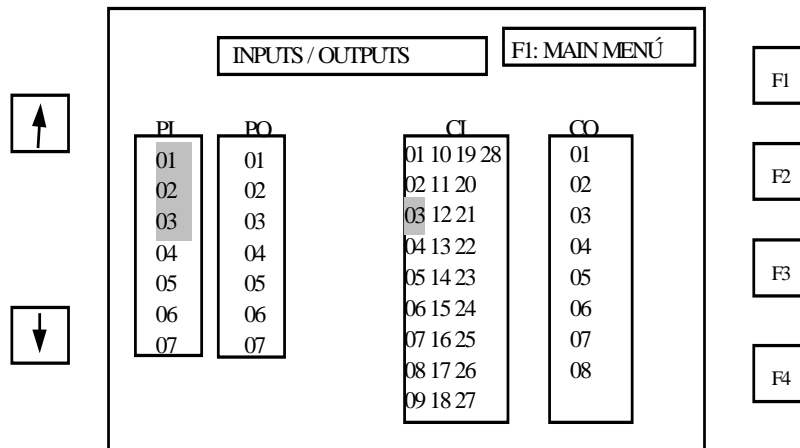 INPUTS / OUTPUTS F1: MAIN MENÚ
PI PO CI CO
01 01 01 10 19 28 01
02 02 02 11 20 02
03 03 03 12 21 03
04 04 04 13 22 04
05 05 05 14 23 05
06 06 06 15 24 06
07 07 07 16 25 07
08 17 26 08
09 18 27
F1
F2
F3
F4